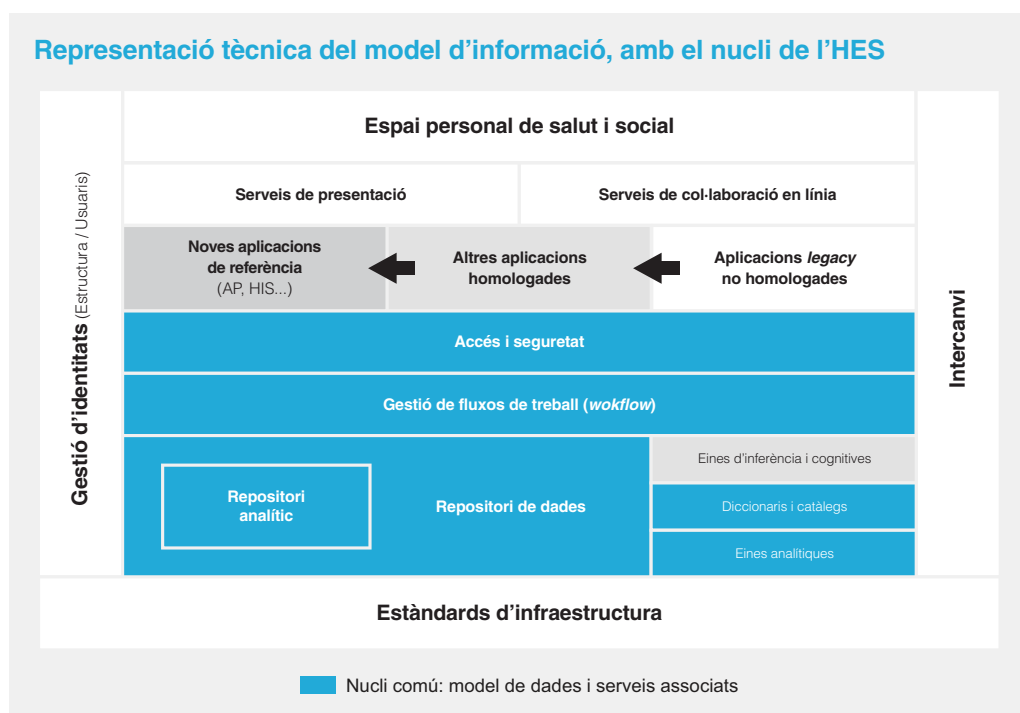 Representació tècnica del model d’informació, amb el nucli de l’HES
Gestió d’identitats (Estructura / Usuaris)
Espai personal de salut i social
Serveis de presentació
Serveis de col·laboració en línia
Noves aplicacions
de referència
(AP, HIS...)
Altres aplicacions
homologades
Aplicacions legacy
no homologades
Accés i seguretat
Gestió de fluxos de treball (wokflow)
Repositori
analític
Repositori de dades
Eines d’inferència i cognitives
Diccionaris i catàlegs
Eines analítiques
Intercanvi
Estàndards d’infraestructura
Nucli comú: model de dades i serveis associats